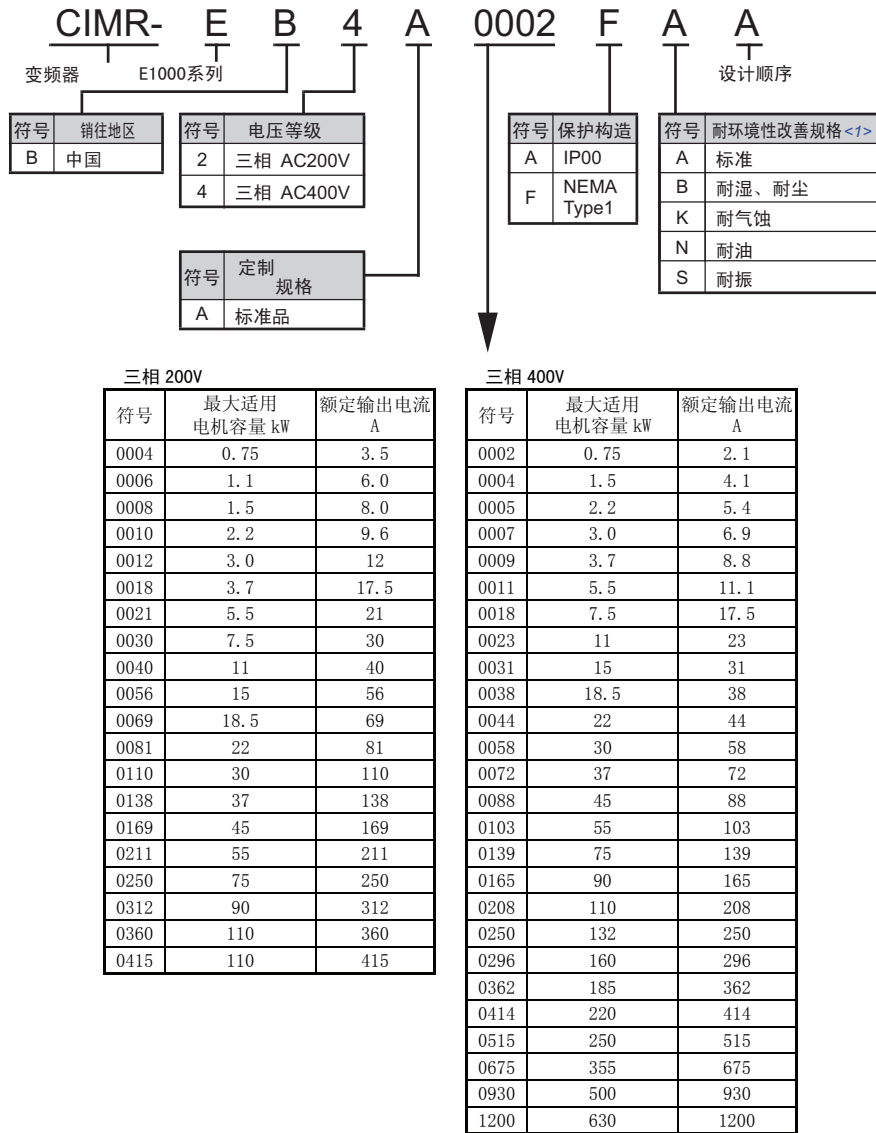 CIMR- E B 4 A 0002 F A A
变频器 E1000系列 设计顺序
符号 销往地区
B 中国
符号 电压等级
2 三相 AC200V
4 三相 AC400V
符号 保护构造
A IP00
F NEMA Type1
符号 耐环境性改善规格<1>
A 标准
B 耐湿、耐尘
K 耐气蚀
N 耐油
S 耐振
符号 定制规格
A 标准品
三相 200V
符号 最大适用电机容量 kW 额定输出电流 A
0004 0.75 3.5
0006 1.1 6.0
0008 1.5 8.0
0010 2.2 9.6
0012 3.0 12
0018 3.7 17.5
0021 5.5 21
0030 7.5 30
0040 11 40
0056 15 56
0069 18.5 69
0081 22 81
0110 30 110
0138 37 138
0169 45 169
0211 55 211
0250 75 250
0312 90 312
0360 110 360
0415 110 415
三相 400V
符号 最大适用电机容量 kW 额定输出电流 A
0002 0.75 2.1
0004 1.5 4.1
0005 2.2 5.4
0007 3.0 6.9
0009 3.7 8.8
0011 5.5 11.1
0018 7.5 17.5
0023 11 23
0031 15 31
0038 18.5 38
0044 22 44
0058 30 58
0072 37 72
0088 45 88
0103 55 103
0139 75 139
0165 90 165
0208 110 208
0250 132 250
0296 160 296
0362 185 362
0414 220 414
0515 250 515
0675 355 675
0930 500 930
1200 630 1200